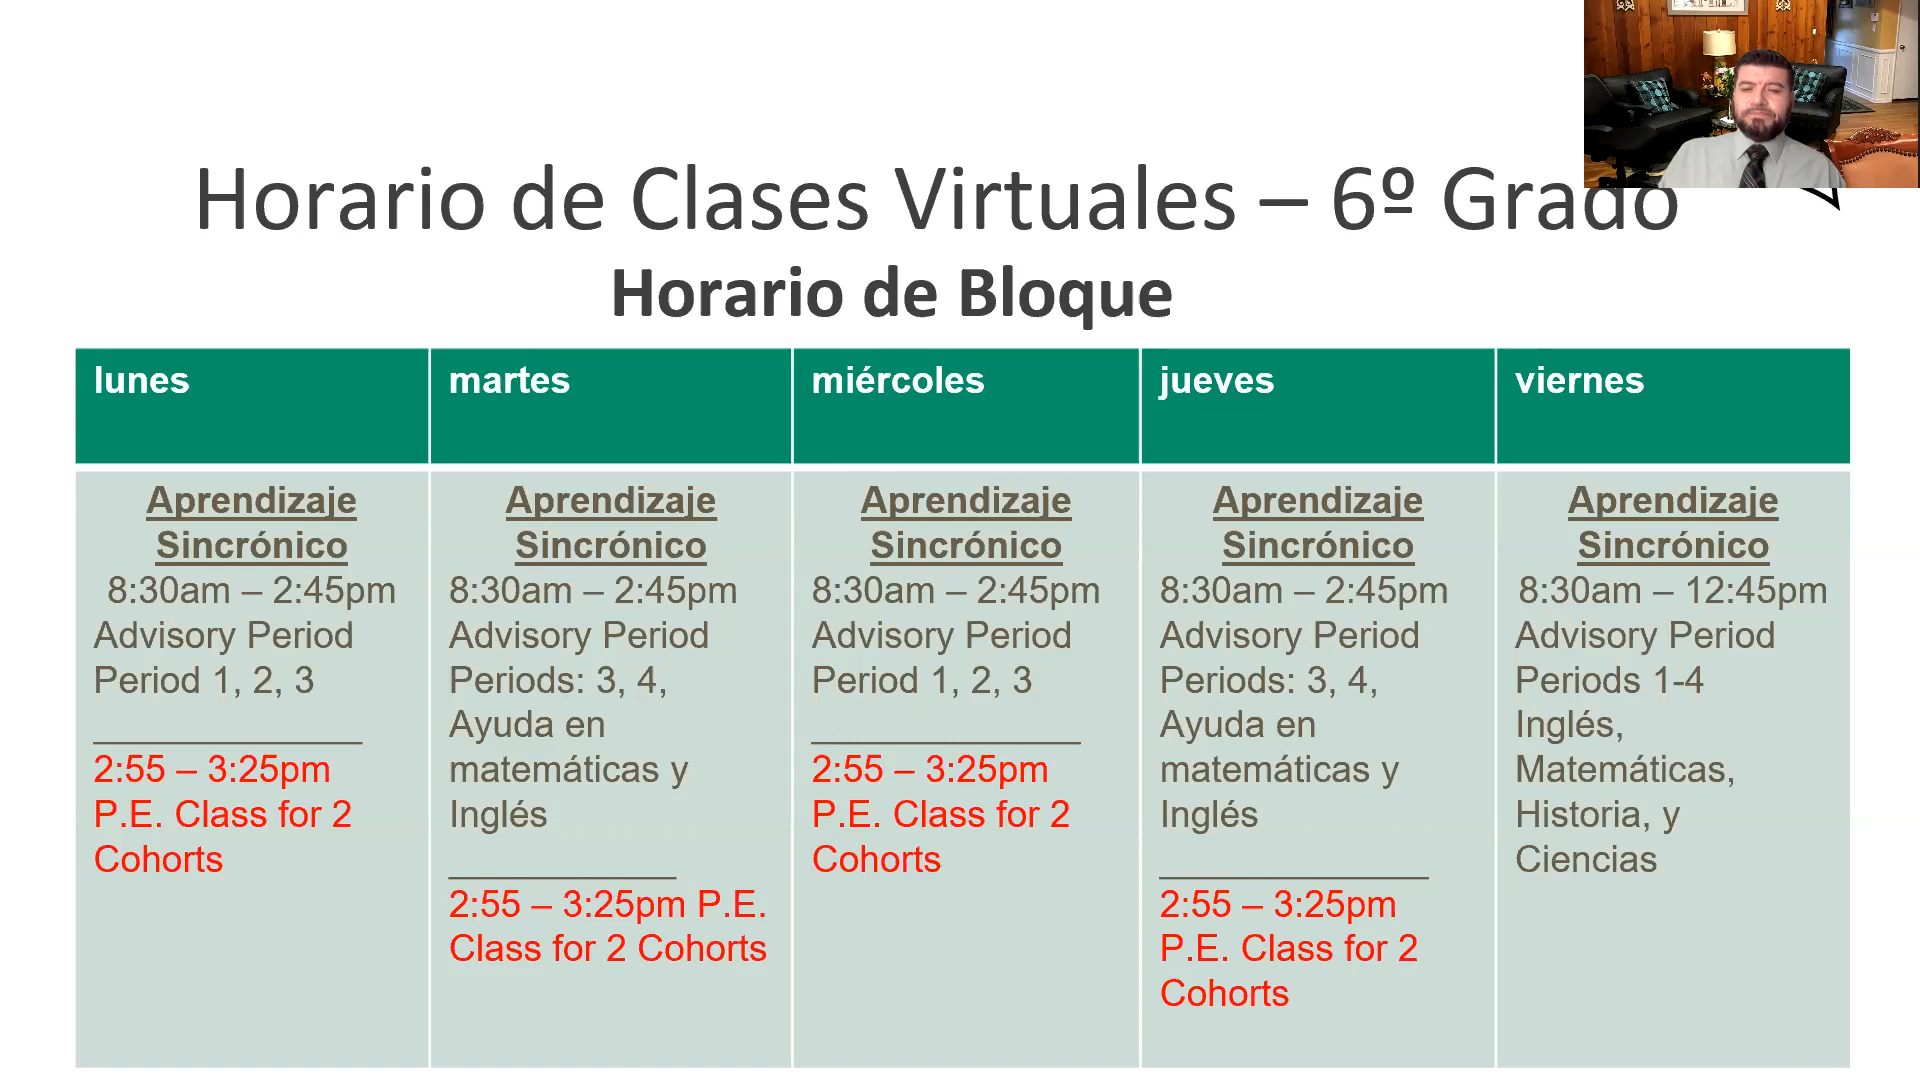 Horario de Clases Virtuales – 6º Grado
Horario de Bloque
lunes
martes
miércoles
jueves
viernes
Aprendizaje
Sincrónico
8:30am – 2:45pm
Advisory Period
Period 1, 2, 3
_____________
2:55 – 3:25pm
P.E. Class for 2
Cohorts
Aprendizaje
Sincrónico
8:30am – 2:45pm
Advisory Period
Periods: 3, 4,
Ayuda en
matemáticas y
Inglés
___________
2:55 – 3:25pm P.E.
Class for 2 Cohorts
Aprendizaje
Sincrónico
8:30am – 2:45pm
Advisory Period
Period 1, 2, 3
_____________
2:55 – 3:25pm
P.E. Class for 2
Cohorts
Aprendizaje
Sincrónico
8:30am – 2:45pm
Advisory Period
Periods: 3, 4,
Ayuda en
matemáticas y
Inglés
_____________
2:55 – 3:25pm
P.E. Class for 2
Cohorts
Aprendizaje
Sincrónico
8:30am – 12:45pm
Advisory Period
Periods 1-4
Inglés,
Matemáticas,
Historia, y
Ciencias